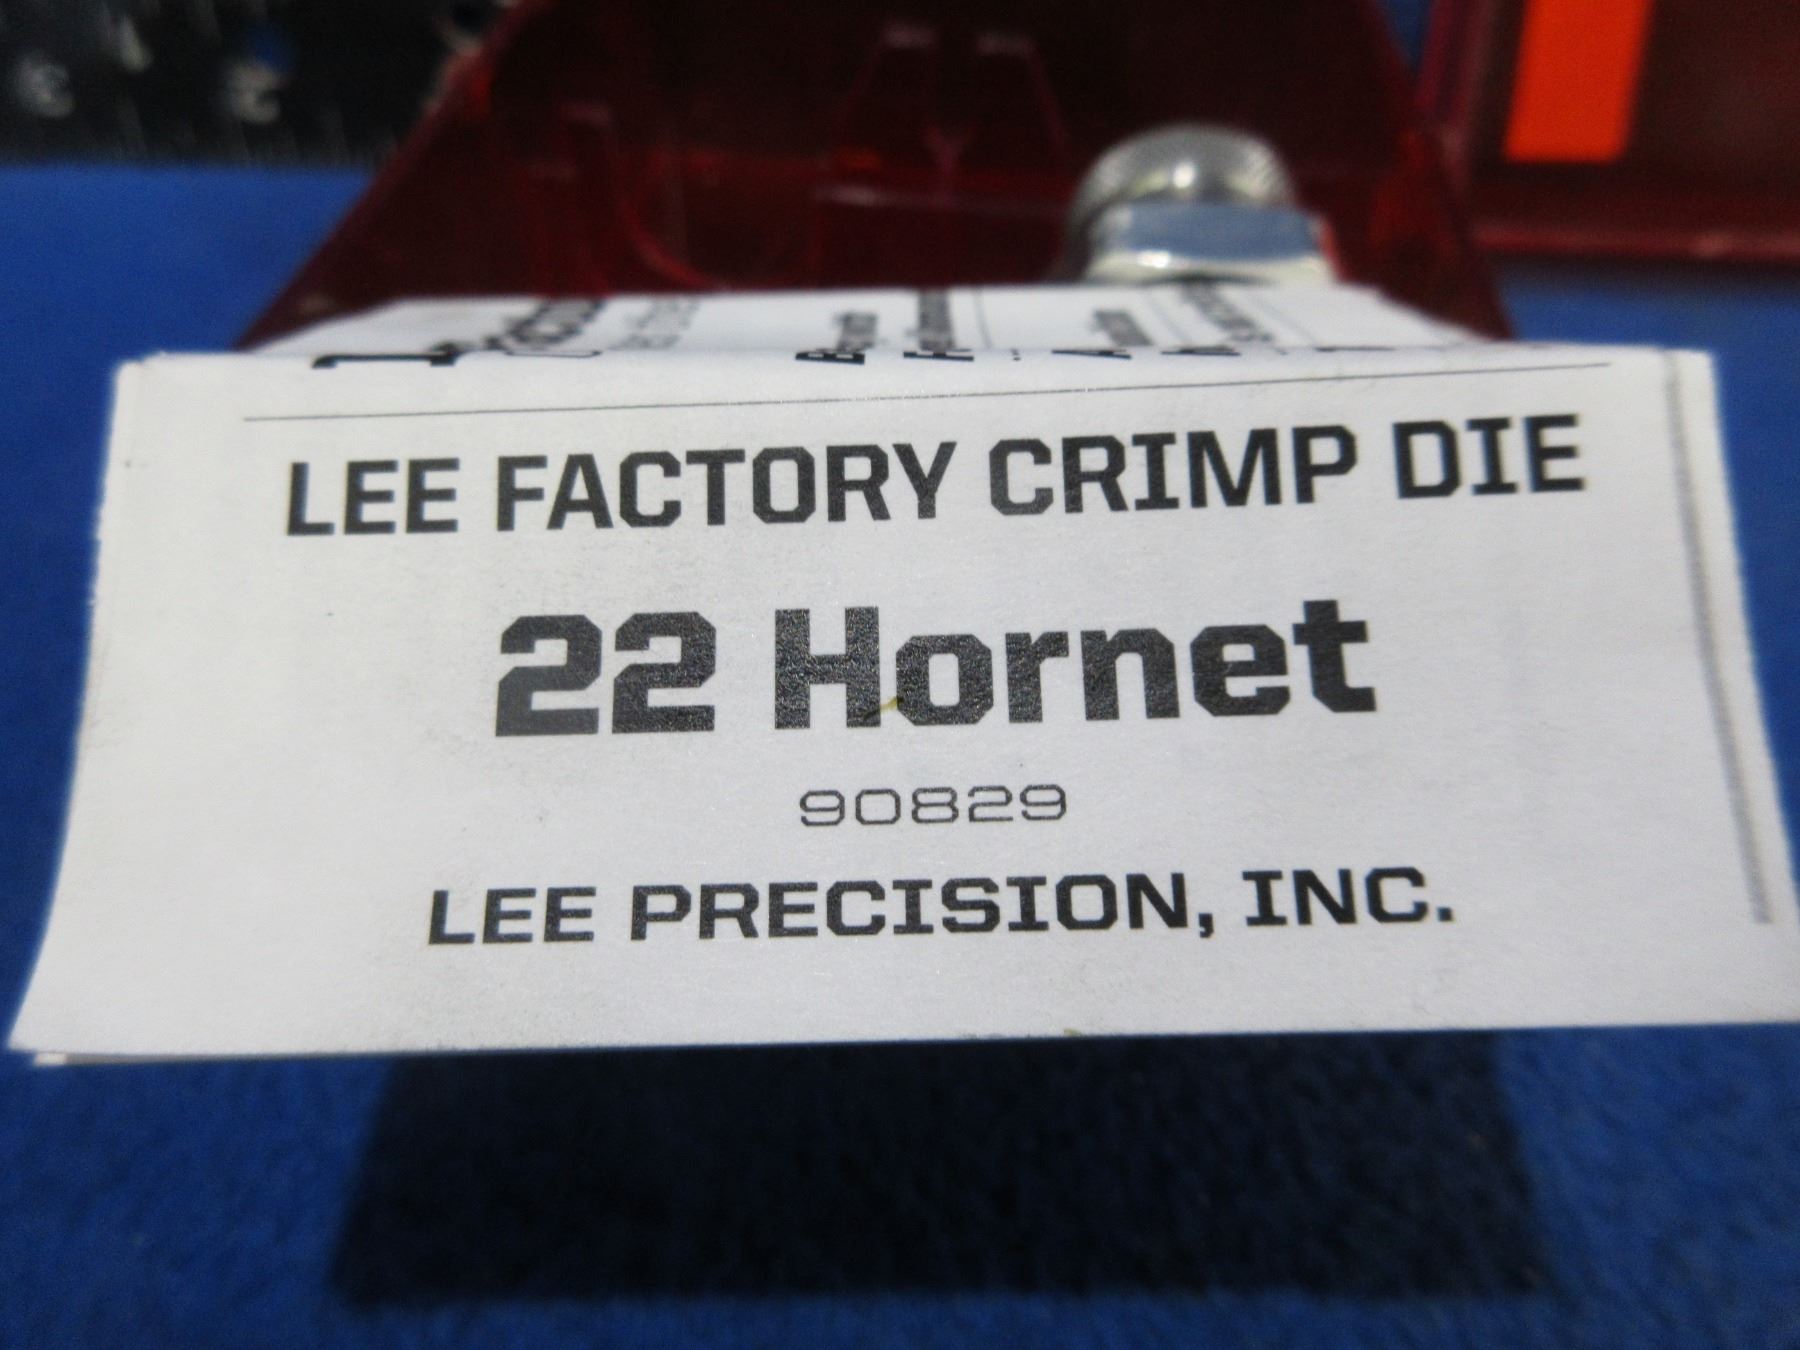 LEE FACTORY CRIMP DIE
22 Hornet
90829
LEE PRECISION, INC.